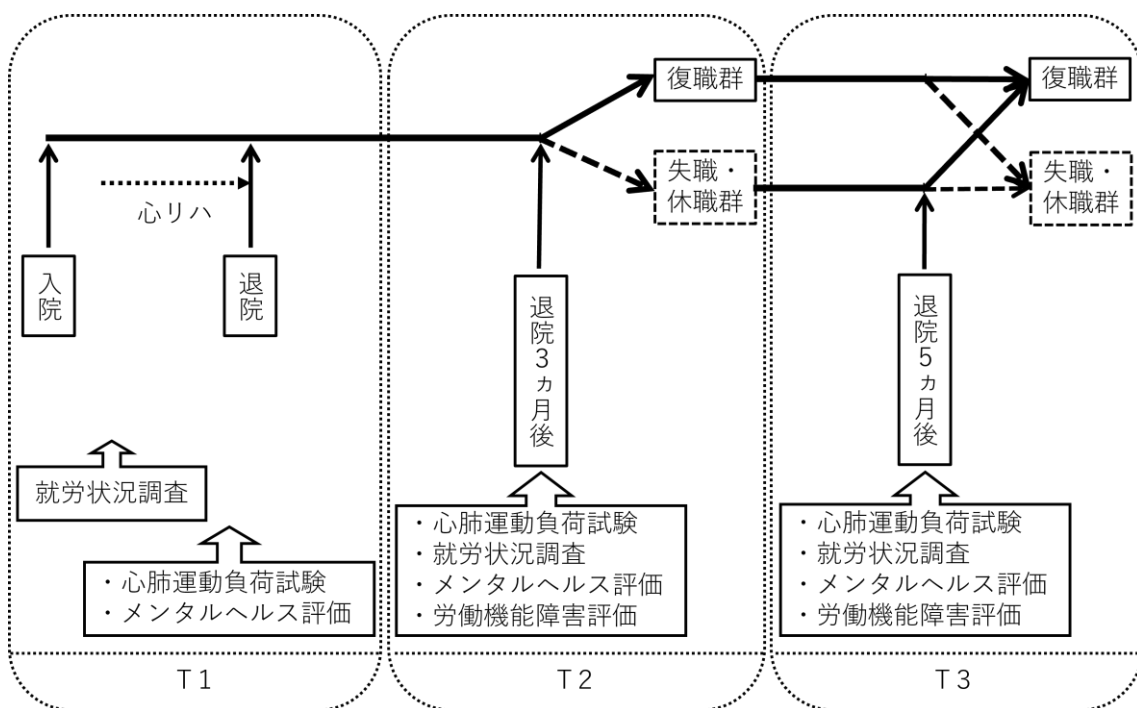 復職群
復職群
失職・
休職群
失職・
休職群
心リハ
入院
退院
退院3ヵ月後
退院5ヵ月後
就労状況調査
・心肺運動負荷試験
・メンタルヘルス評価
・心肺運動負荷試験
・就労状況調査
・メンタルヘルス評価
・労働機能障害評価
・心肺運動負荷試験
・就労状況調査
・メンタルヘルス評価
・労働機能障害評価
T1
T2
T3